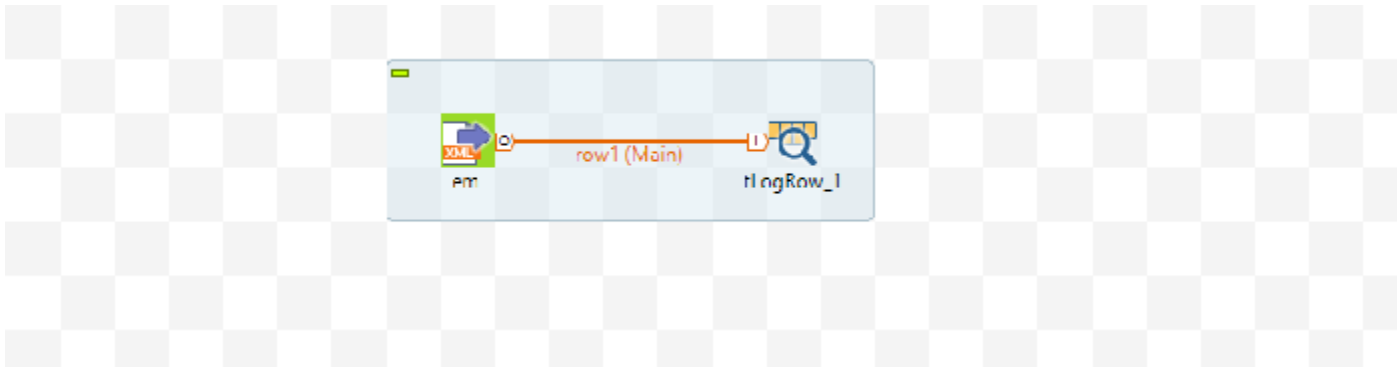 XML
O
row1 (Main)
I
em
tLogRow_1